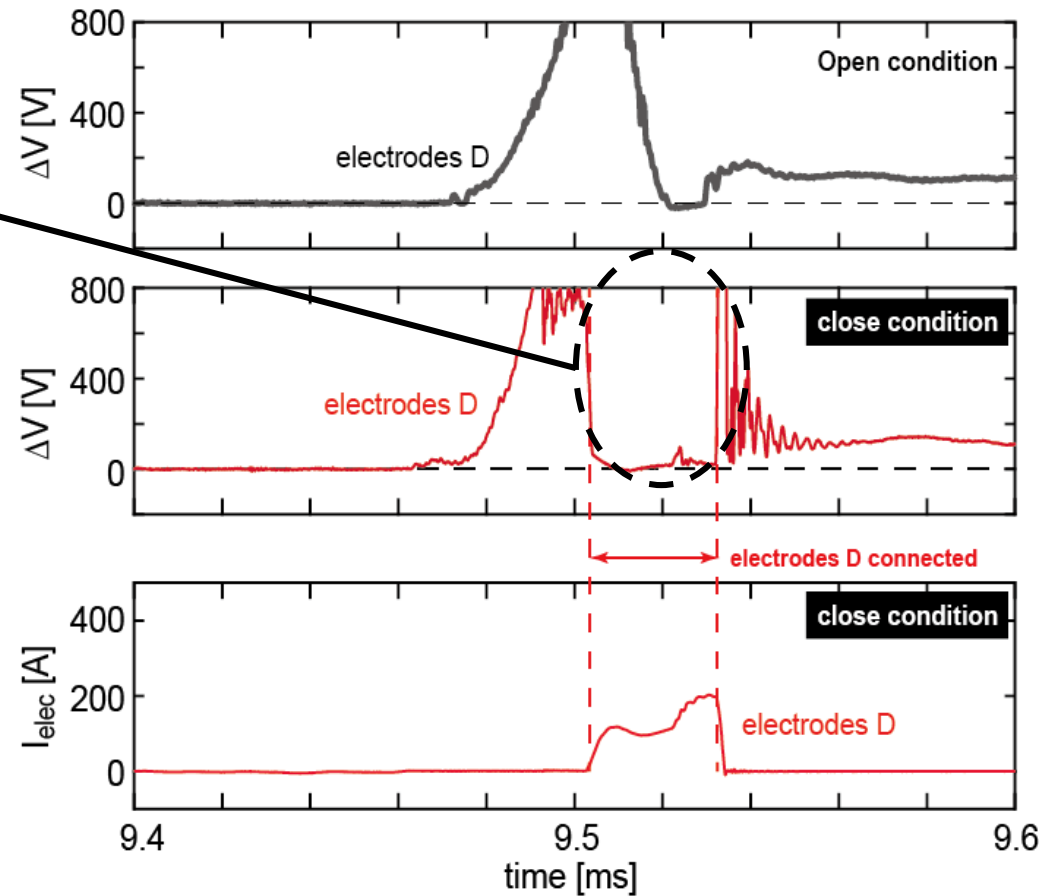 800
Open condition
ΔV [V]
400
electrodes D
0
800
close condition
ΔV [V]
400
electrodes D
0
electrodes D connected
400
close condition
Ielec [A]
200
electrodes D
0
9.4
9.5
9.6
time [ms]